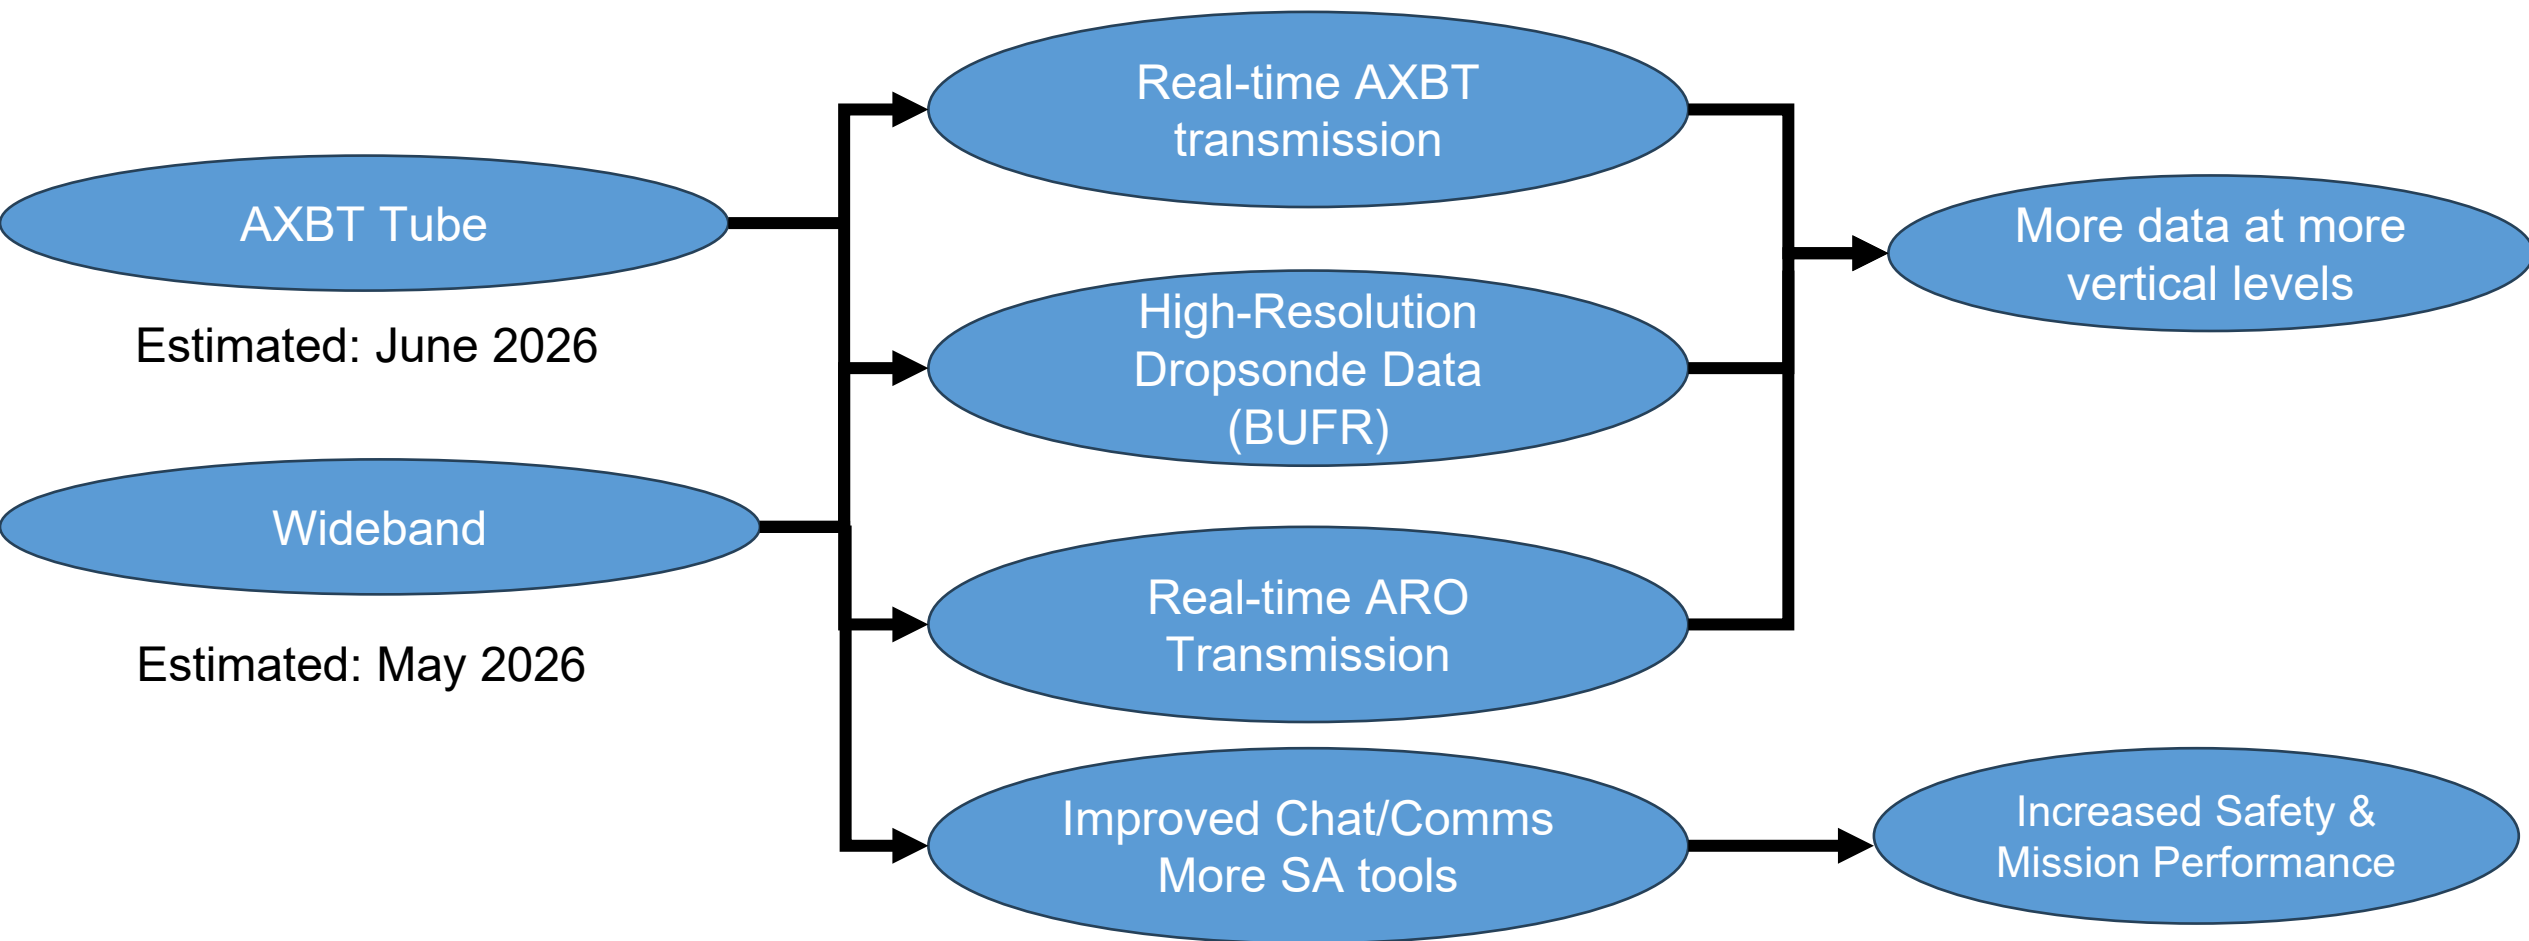 AXBT Tube
Estimated: June 2026
Wideband
Estimated: May 2026
Real-time AXBT
transmission
High-Resolution
Dropsonde Data
(BUFR)
Real-time ARO
Transmission
Improved Chat/Comms
More SA tools
More data at more
vertical levels
Increased Safety &
Mission Performance